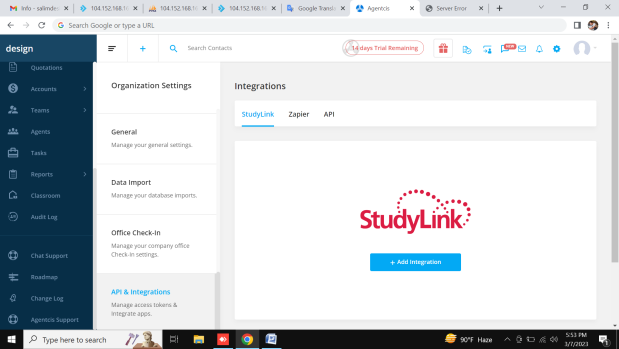 Info - salindes
104.152.168.16
104.152.168.16
104.152.168.16
Google Transl
Agentcis
Server Error
Search Google or type a URL
design
Search Contacts
14 days Trial Remaining
NEW
Quotations
Accounts
Teams
Agents
Tasks
Reports
Classroom
Audit Log
Chat Support
Roadmap
Change Log
Agentcis Support
Organization Settings
General
Manage your general settings.
Data Import
Manage your database imports.
Office Check-In
Manage your company office
Check-In settings.
API & Integrations
Manage access tokens &
Integrate apps.
Integrations
StudyLink Zapier API
StudyLink
+ Add Integration
Type here to search
90°F Haze
5:53 PM
3/7/2023